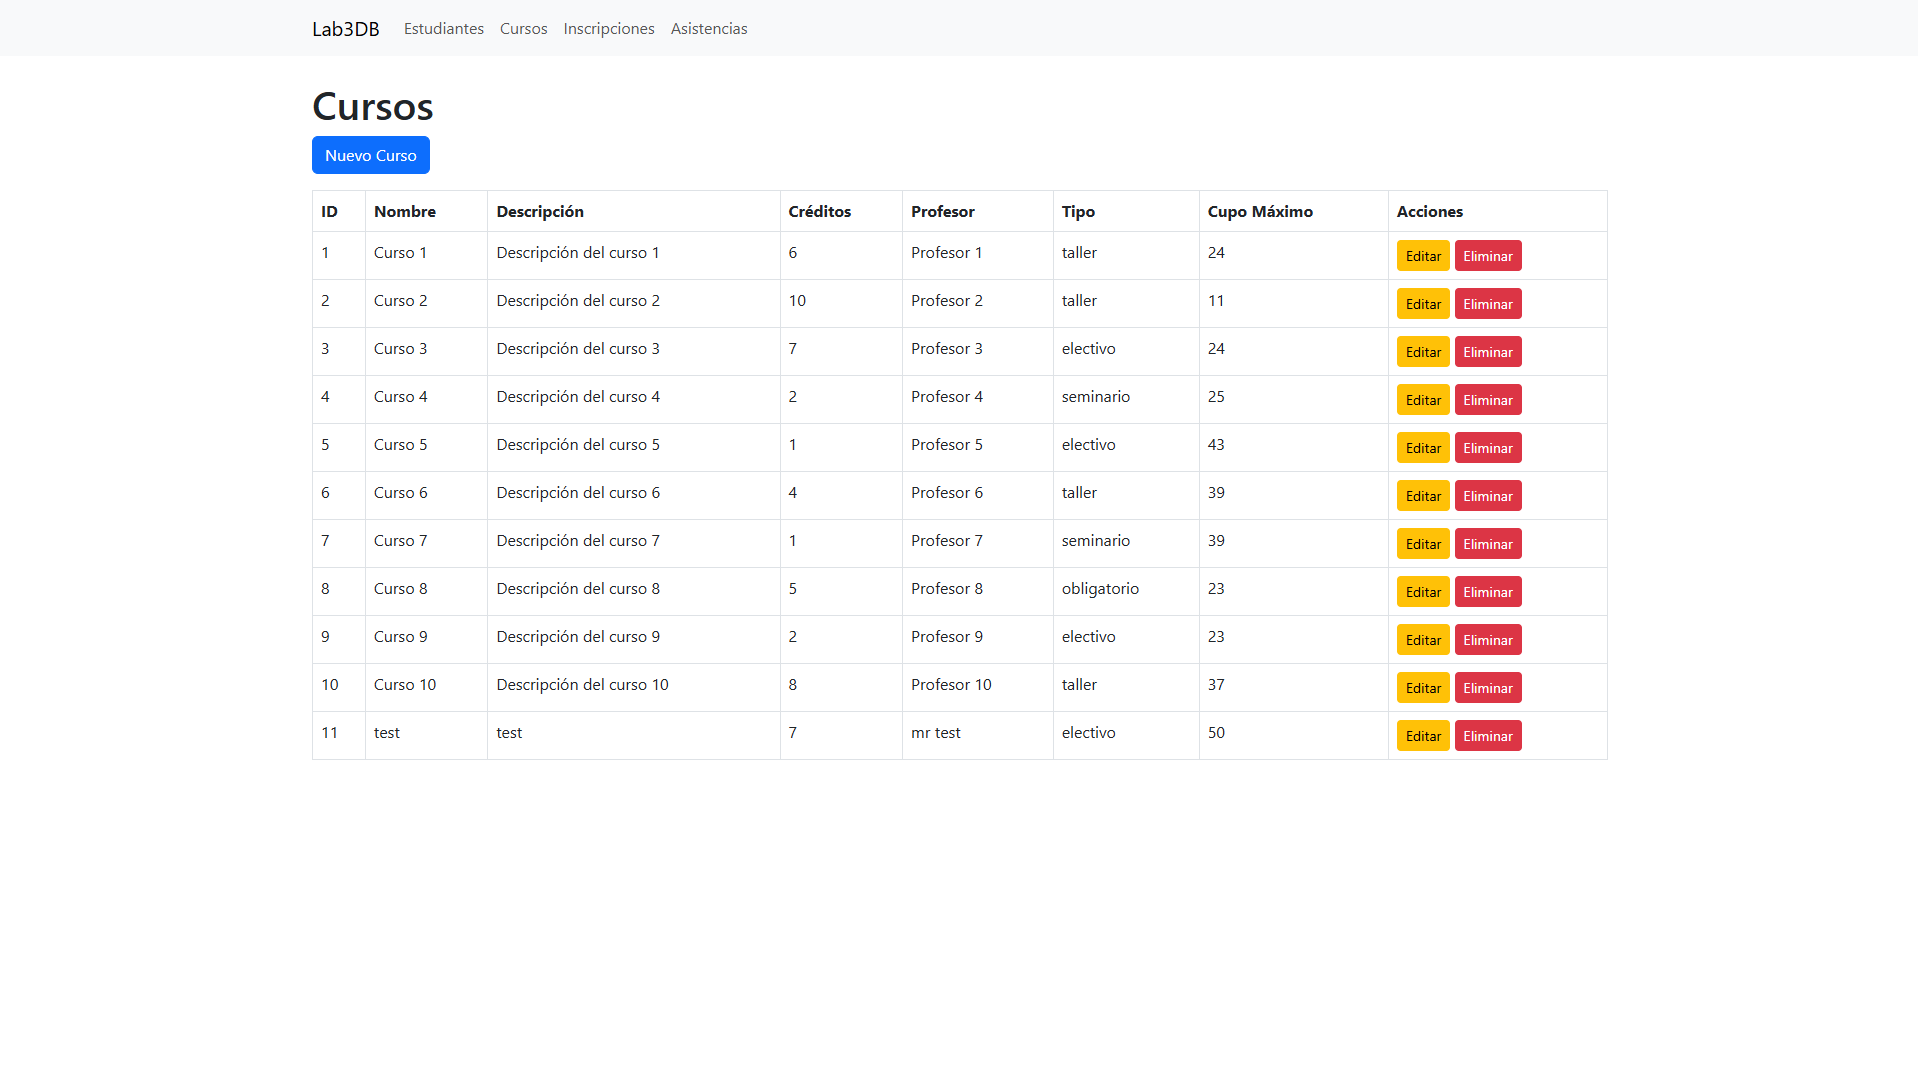 Lab3DB Estudiantes Cursos Inscripciones Asistencias
Cursos
Nuevo Curso
ID Nombre Descripción Créditos Profesor Tipo Cupo Máximo Acciones
1 Curso 1 Descripción del curso 1 6 Profesor 1 taller 24 Editar Eliminar
2 Curso 2 Descripción del curso 2 10 Profesor 2 taller 11 Editar Eliminar
3 Curso 3 Descripción del curso 3 7 Profesor 3 electivo 24 Editar Eliminar
4 Curso 4 Descripción del curso 4 2 Profesor 4 seminario 25 Editar Eliminar
5 Curso 5 Descripción del curso 5 1 Profesor 5 electivo 43 Editar Eliminar
6 Curso 6 Descripción del curso 6 4 Profesor 6 taller 39 Editar Eliminar
7 Curso 7 Descripción del curso 7 1 Profesor 7 seminario 39 Editar Eliminar
8 Curso 8 Descripción del curso 8 5 Profesor 8 obligatorio 23 Editar Eliminar
9 Curso 9 Descripción del curso 9 2 Profesor 9 electivo 23 Editar Eliminar
10 Curso 10 Descripción del curso 10 8 Profesor 10 taller 37 Editar Eliminar
11 test test 7 mr test electivo 50 Editar Eliminar